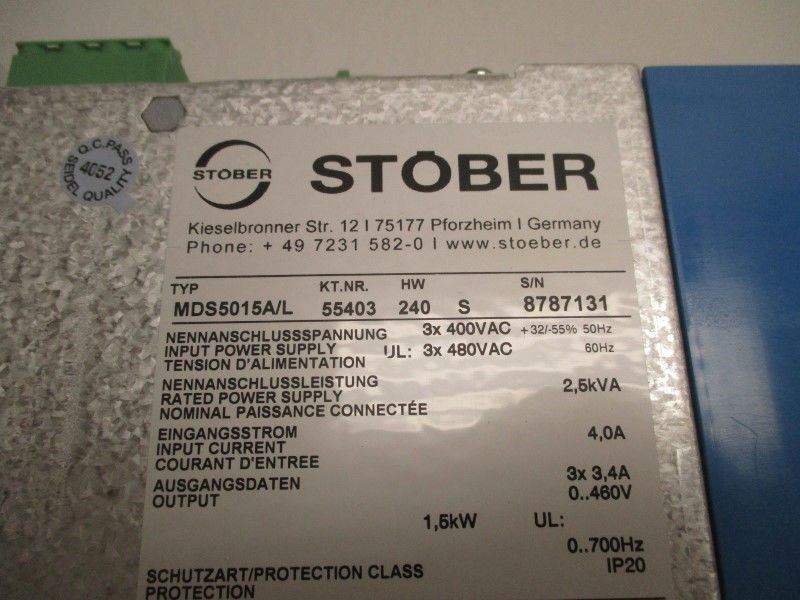 Q.C. PASS
4052
SEIDEL QUALITY
STÖBER
STÖBER
Kieselbronner Str. 12 I 75177 Pforzheim I Germany
Phone: + 49 7231 582-0 I www.stoeber.de
TYP KT.NR. HW S/N
MDS5015A/L 55403 240 S 8787131
NENNANSCHLUSSSPANNUNG 3x 400VAC +32/-55% 50Hz
INPUT POWER SUPPLY UL: 3x 480VAC 60Hz
TENSION D'ALIMENTATION
NENNANSCHLUSSLEISTUNG 2,5kVA
RATED POWER SUPPLY
NOMINAL PAISSANCE CONNECTÉE
EINGANGSSTROM 4,0A
INPUT CURRENT
COURANT D'ENTREE
AUSGANGSDATEN 3x 3,4A
OUTPUT 0..460V
1,5kW UL:
0..700Hz
SCHUTZART/PROTECTION CLASS IP20
PROTECTION